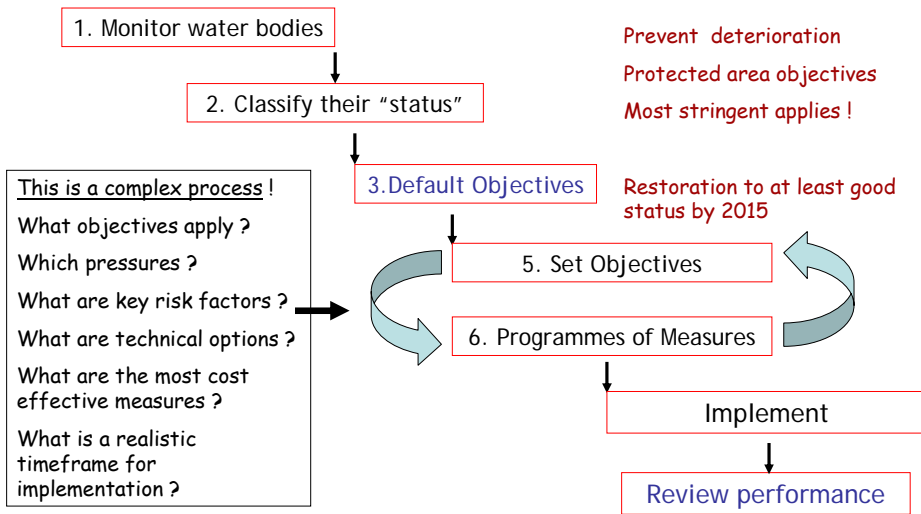 1. Monitor water bodies
2. Classify their “status”
3.Default Objectives
5. Set Objectives
6. Programmes of Measures
Implement
Review performance
Prevent deterioration
Protected area objectives
Most stringent applies !
Restoration to at least good
status by 2015
This is a complex process !
What objectives apply ?
Which pressures ?
What are key risk factors ?
What are technical options ?
What are the most cost
effective measures ?
What is a realistic
timeframe for
implementation ?